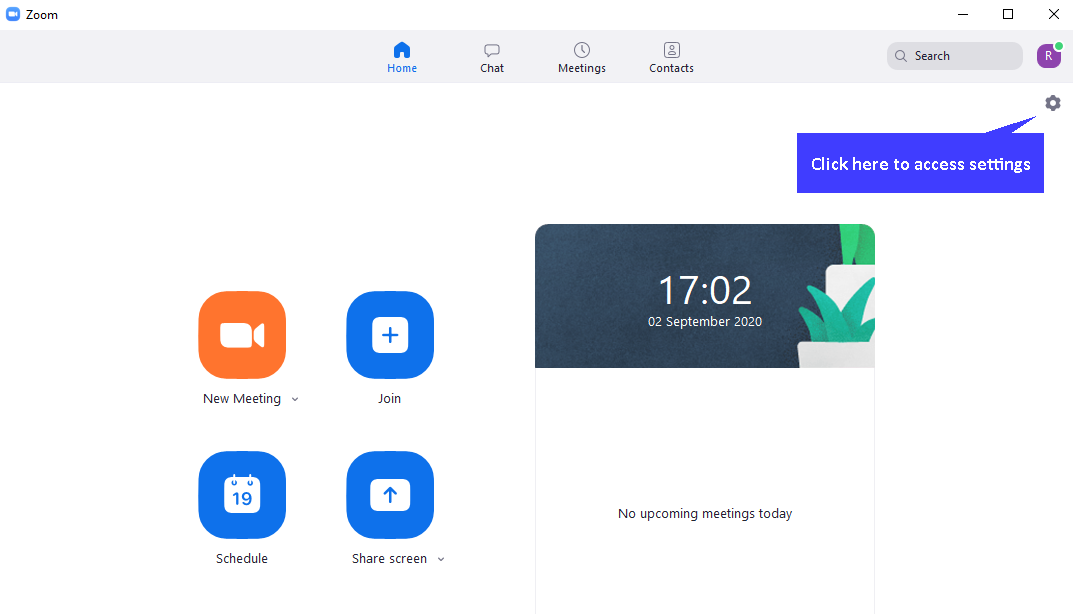 Zoom
Home
Chat
Meetings
Contacts
Search
R
Click here to access settings
17:02
02 September 2020
New Meeting
Join
19
Schedule
Share screen
No upcoming meetings today